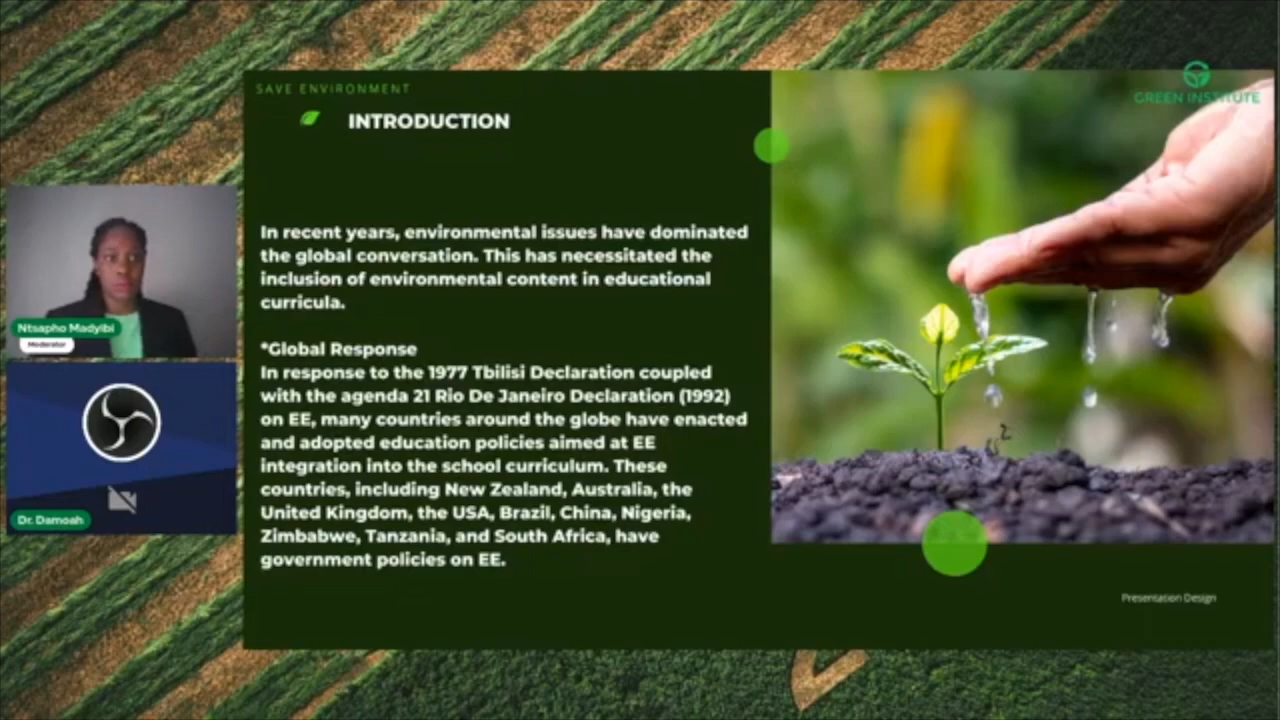 SAVE ENVIRONMENT
INTRODUCTION
GREEN INSTITUTE
In recent years, environmental issues have dominated
the global conversation. This has necessitated the
inclusion of environmental content in educational
curricula.
*Global Response
In response to the 1977 Tbilisi Declaration coupled
with the agenda 21 Rio De Janeiro Declaration (1992)
on EE, many countries around the globe have enacted
and adopted education policies aimed at EE
integration into the school curriculum. These
countries, including New Zealand, Australia, the
United Kingdom, the USA, Brazil, China, Nigeria,
Zimbabwe, Tanzania, and South Africa, have
government policies on EE.
Ntsapho Madyibi
Moderator
Dr. Damoah
2
Presentation Design